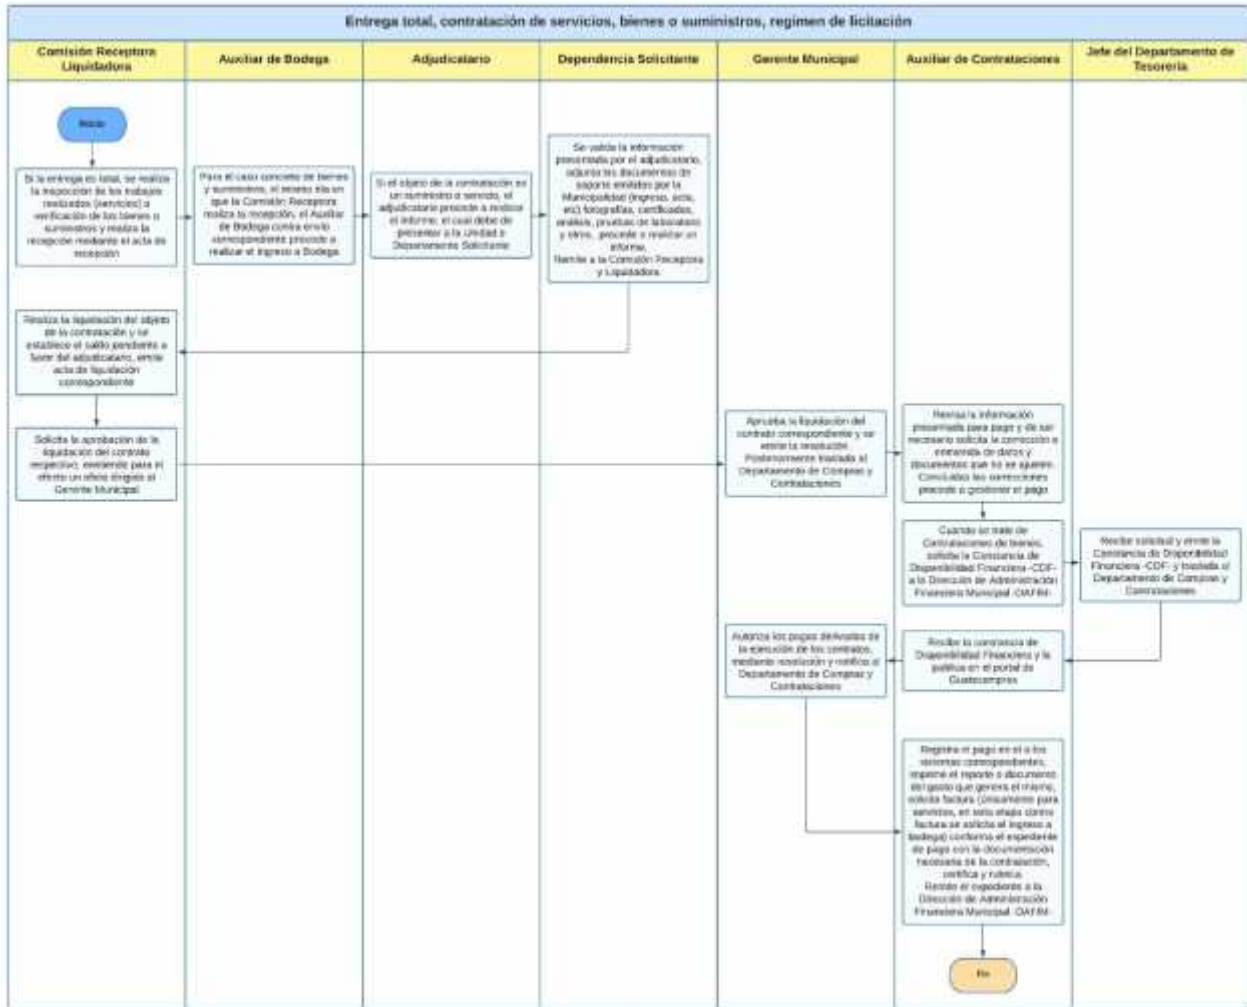 Entrega total, contratación de servicios, bienes o suministros, regimen de licitación
Comisión Receptora
Liquidadora
Auxiliar de Bodega
Adjudicatario
Dependencia Solicitante
Gerente Municipal
Auxiliar de Contrataciones
Jefe del Departamento de
Tesorería
Inicio
Si la entrega es total, se realiza
la inspección de los trabajos
realizados (servicios) o
verificación de los bienes o
suministros y realiza la
recepción mediante el acta de
recepción
Para el caso concreto de bienes
y suministros, el mismo día en
que la Comisión Receptora
realiza la recepción, el Auxiliar
de Bodega contra envío
correspondiente procede a
realizar el ingreso a Bodega
Si el objeto de la contratación es
un suministro o servicio, el
adjudicatario procede a realizar
el informe, el cual debe de
presentar a la Unidad o
Departamento Solicitante
Se valida la información
presentada por el adjudicatario,
adjunta los documentos de
soporte emitidos por la
Municipalidad (ingreso, acta,
etc) fotografías, certificados,
análisis, pruebas de laboratorio
y otros, procede a realizar un
informe.
Remite a la Comisión Receptora
y Liquidadora
Realiza la liquidación del objeto
de la contratación y se
establece el saldo pendiente a
favor del adjudicatario, emite
acta de liquidación
correspondiente
Solicita la aprobación de la
liquidación del contrato
respectivo, enviando para el
efecto un oficio dirigido al
Gerente Municipal
Aprueba la liquidación del
contrato correspondiente y se
emite la resolución.
Posteriormente traslada al
Departamento de Compras y
Contrataciones
Revisa la información
presentada para pago y de ser
necesario solicita la corrección o
enmienda de datos y
documentos que no se ajusten.
Concluidas las correcciones
procede a gestionar el pago
Cuando se trate de
Contrataciones de bienes,
solicita la Constancia de
Disponibilidad Financiera -CDF-
a la Dirección de Administración
Financiera Municipal -DAFIM-
Recibe solicitud y emite la
Constancia de Disponibilidad
Financiera -CDF- y traslada al
Departamento de Compras y
Contrataciones
Autoriza los pagos derivados de
la ejecución de los contratos,
mediante resolución y notifica al
Departamento de Compras y
Contrataciones
Recibe la constancia de
Disponibilidad Financiera y la
publica en el portal de
Guatecompras
Registra el pago en el o los
sistemas correspondientes,
imprime el reporte o documento
del gasto que genera el mismo,
solicita factura (únicamente para
servicios, en esta etapa contra
factura se solicita el ingreso a
bodega) conforma el expediente
de pago con la documentación
necesaria de la contratación,
certifica y rubrica.
Remite el expediente a la
Dirección de Administración
Financiera Municipal -DAFIM-
Fin